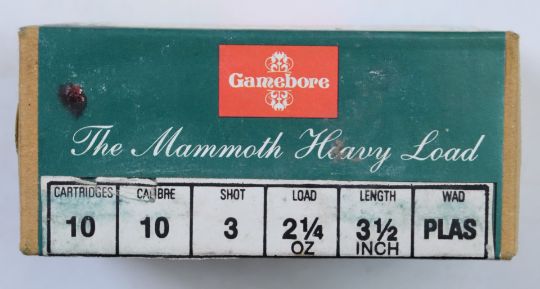 Gamebore
The Mammoth Heavy Load
CARTRIDGES CALIBRE SHOT LOAD LENGTH WAD
10 10 3 2¼ 3½ PLAS
OZ INCH